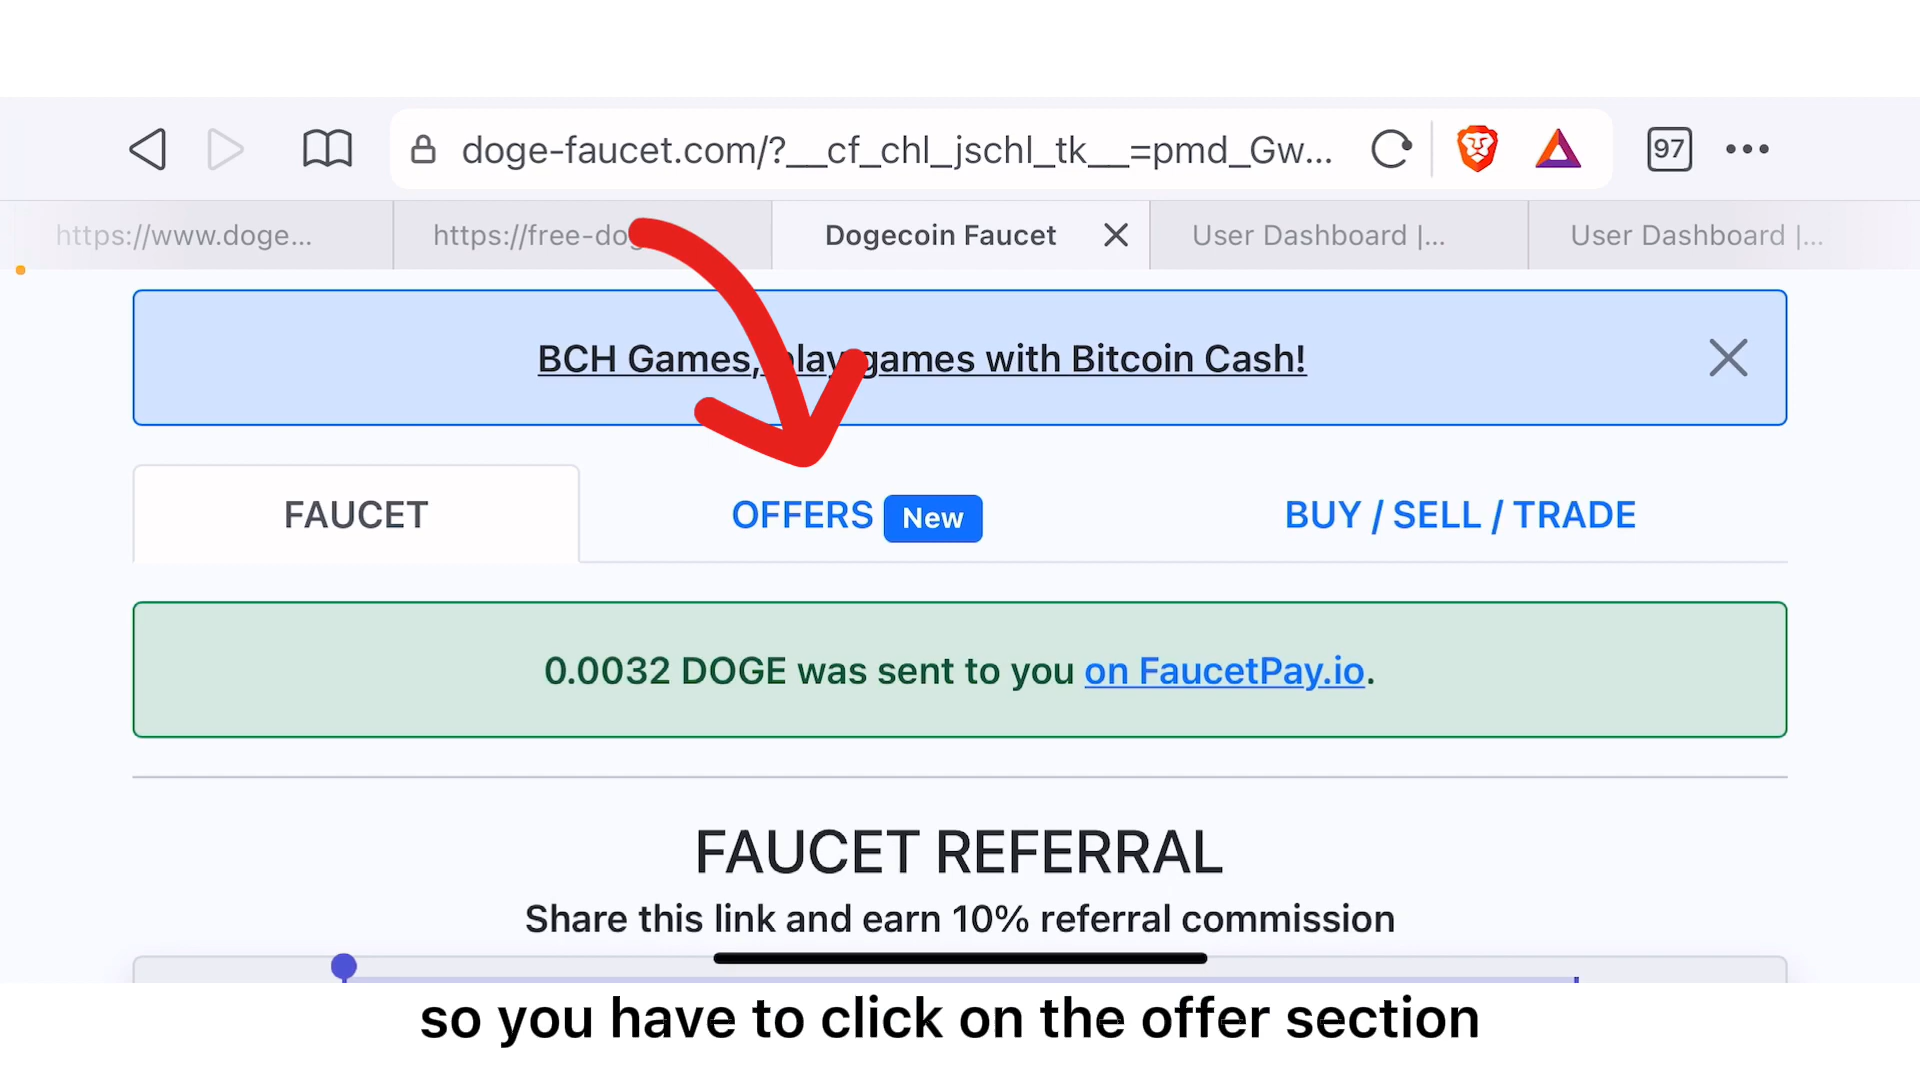 doge-faucet.com/?__cf_chl_jschl_tk__=pmd_Gw...
97
https://www.doge...
https://free-do
Dogecoin Faucet
User Dashboard |...
User Dashboard |...
BCH Games, play games with Bitcoin Cash!
FAUCET
OFFERS New
BUY / SELL / TRADE
0.0032 DOGE was sent to you on FaucetPay.io.
FAUCET REFERRAL
Share this link and earn 10% referral commission
so you have to click on the offer section